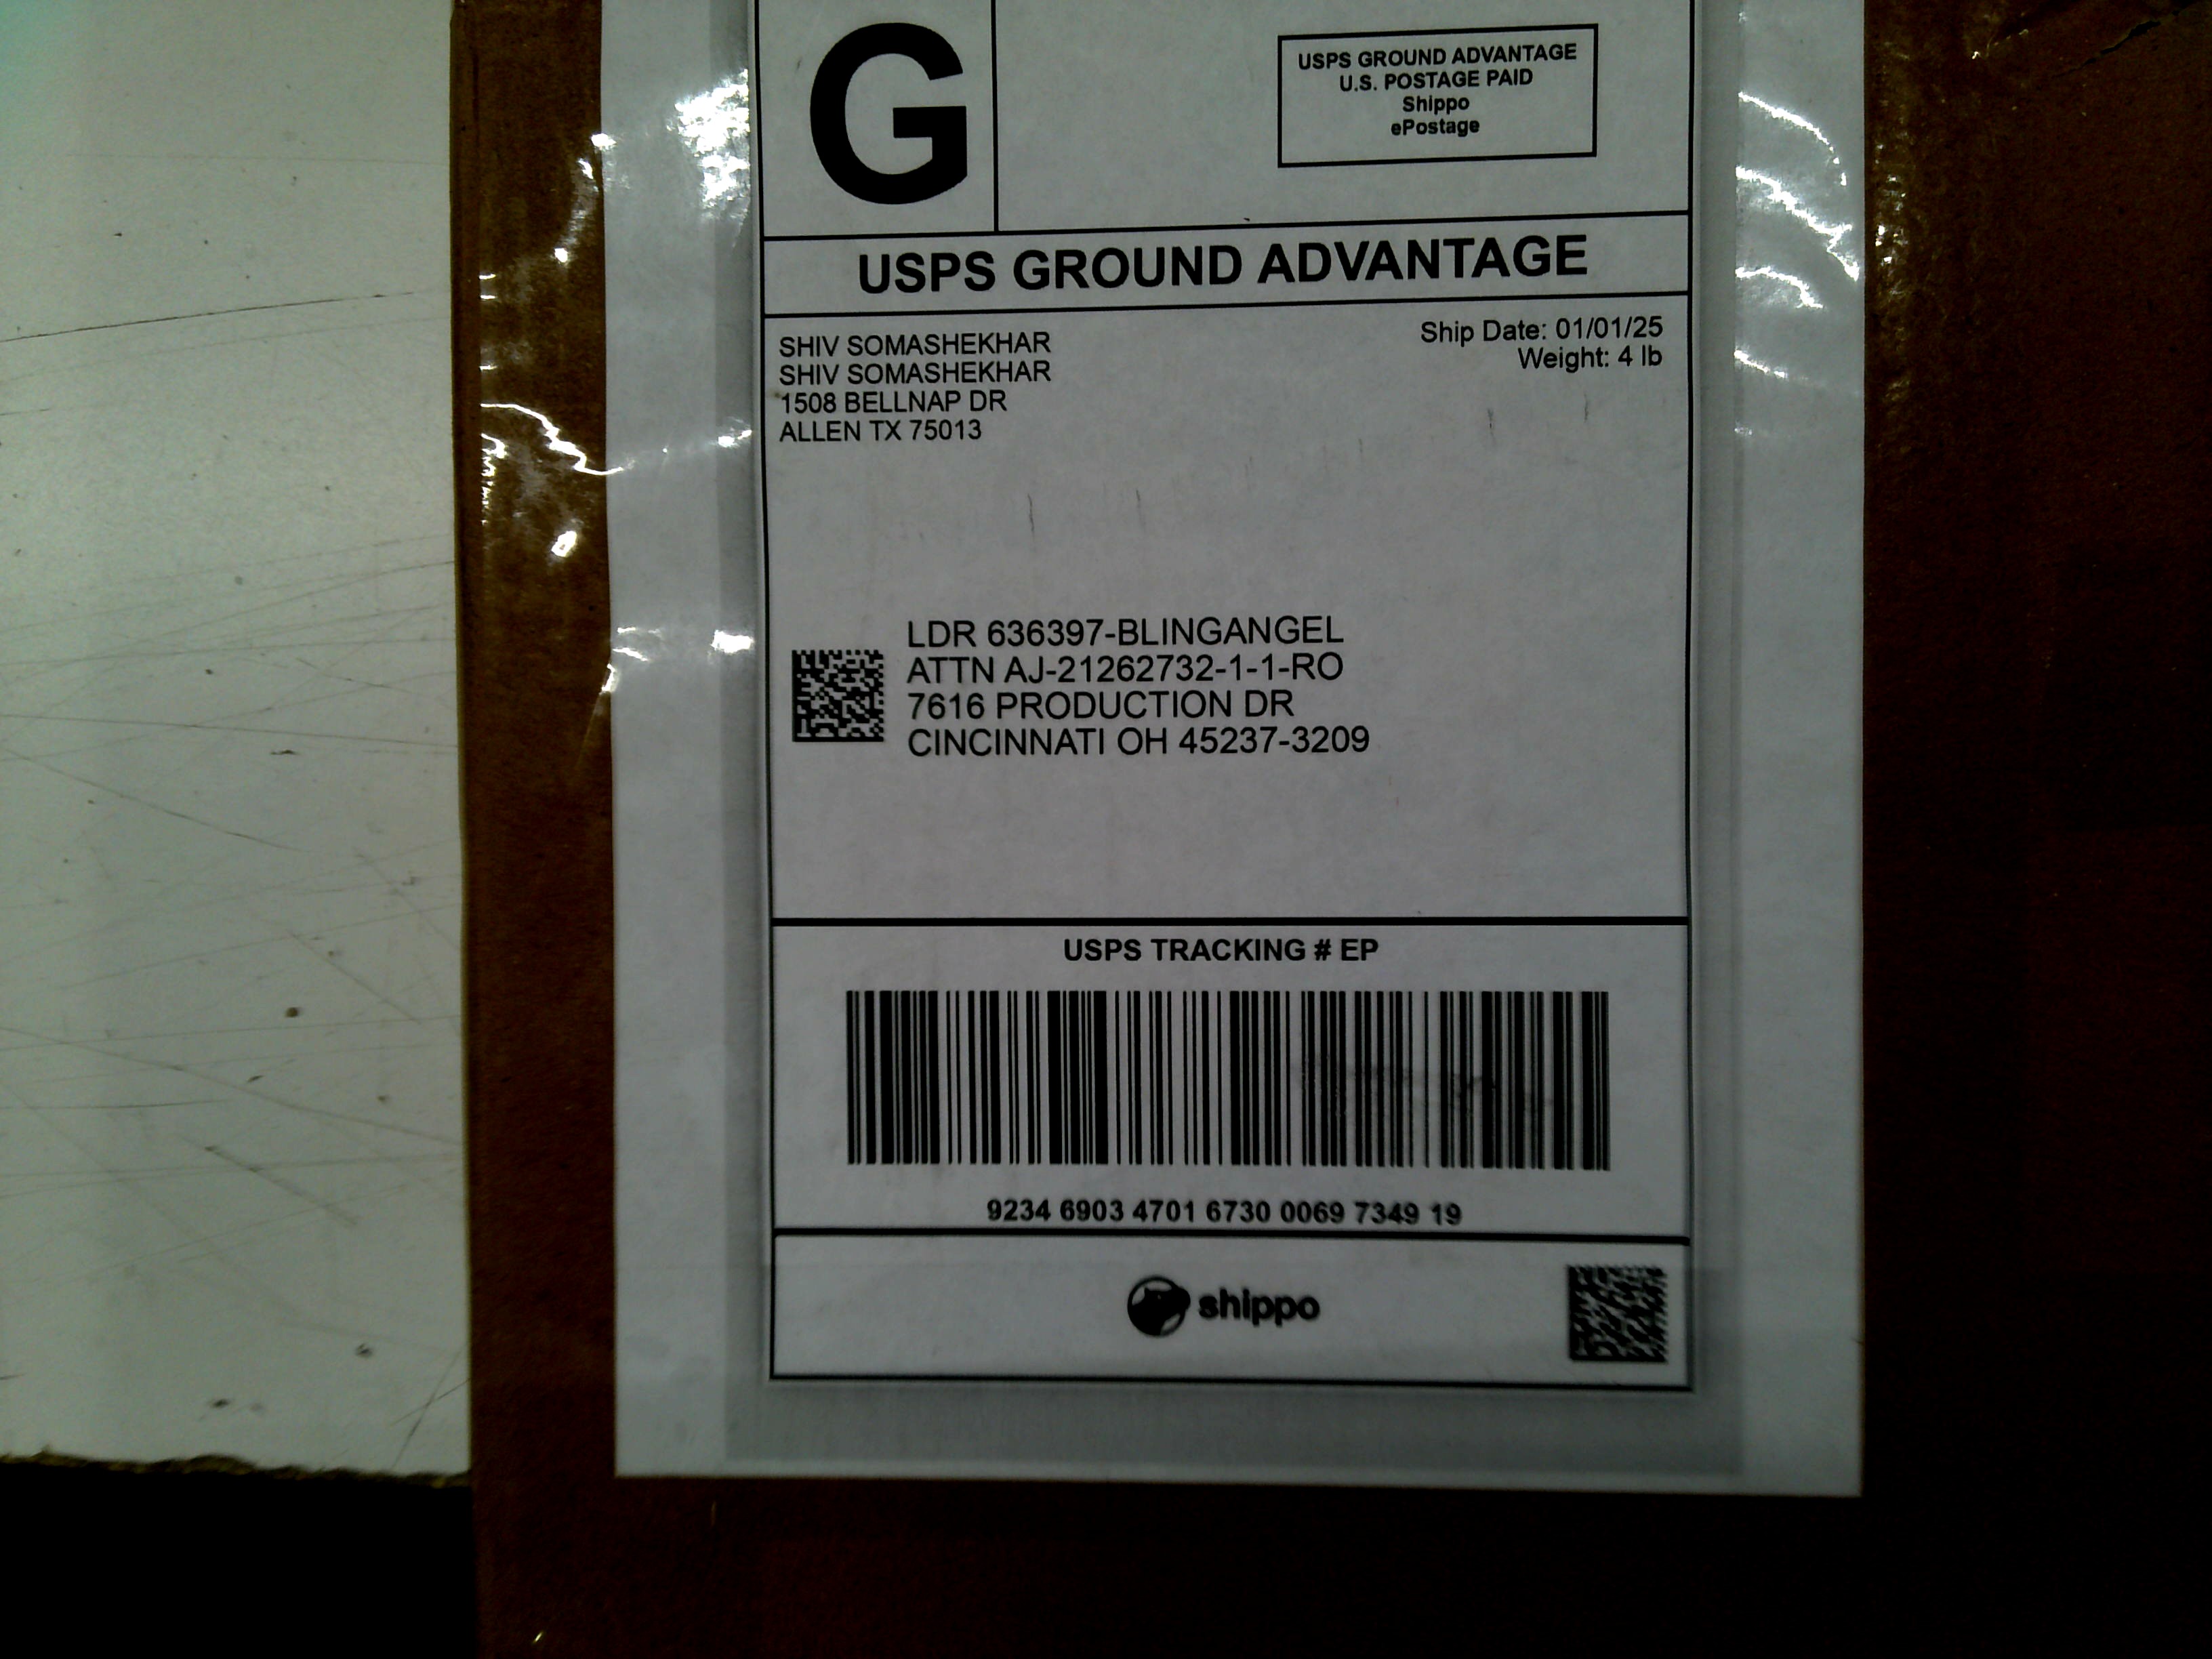 G
USPS GROUND ADVANTAGE
U.S. POSTAGE PAID
Shippo
ePostage
USPS GROUND ADVANTAGE
SHIV SOMASHEKHAR
SHIV SOMASHEKHAR
1508 BELLNAP DR
ALLEN TX 75013
Ship Date: 01/01/25
Weight: 4 lb
LDR 636397-BLINGANGEL
ATTN AJ-21262732-1-1-RO
7616 PRODUCTION DR
CINCINNATI OH 45237-3209
USPS TRACKING # EP
9234 6903 4701 6730 0069 7349 19
shippo